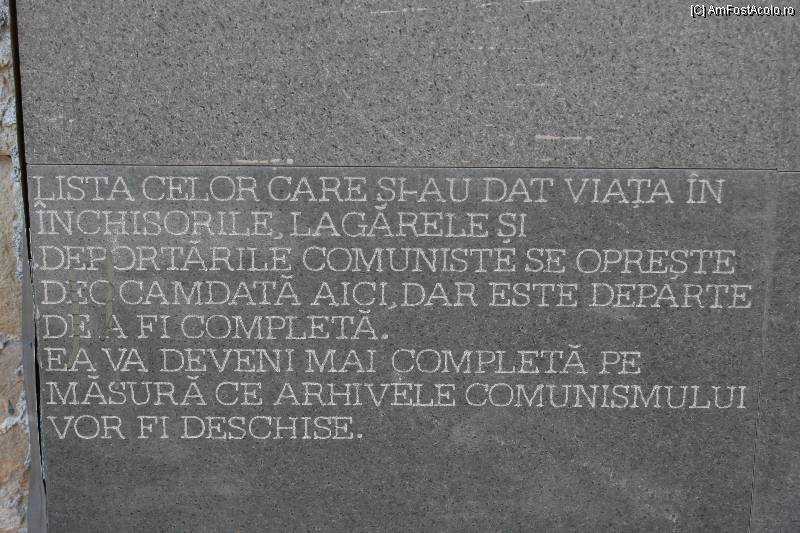 [C] AmFostAcolo.ro
LISTA CELOR CARE ȘI-AU DAT VIAȚA ÎN
ÎNCHISORILE, LAGĂRELE ȘI
DEPORTĂRILE COMUNISTE SE OPREȘTE
DEOCAMDATĂ AICI, DAR ESTE DEPARTE
DE A FI COMPLETĂ.
EA VA DEVENI MAI COMPLETĂ PE
MĂSURĂ CE ARHIVELE COMUNISMULUI
VOR FI DESCHISE.